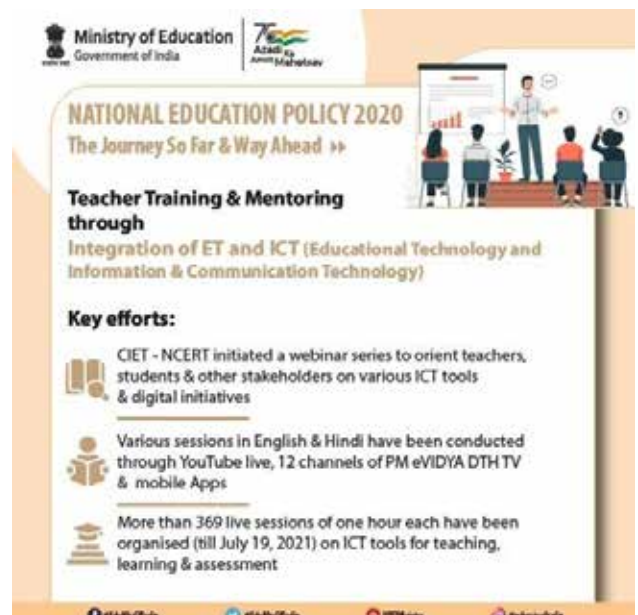 Ministry of Education
Government of India
Azadi Ka
Amrit Mahotsav
NATIONAL EDUCATION POLICY 2020
The Journey So Far & Way Ahead
Teacher Training & Mentoring
through
Integration of ET and ICT (Educational Technology and
Information & Communication Technology)
Key efforts:
CIET - NCERT initiated a webinar series to orient teachers,
students & other stakeholders on various ICT tools
& digital initiatives
Various sessions in English & Hindi have been conducted
through YouTube live, 12 channels of PM eVIDYA DTH TV
& mobile Apps
More than 369 live sessions of one hour each have been
organised (till July 19, 2021) on ICT tools for teaching,
learning & assessment